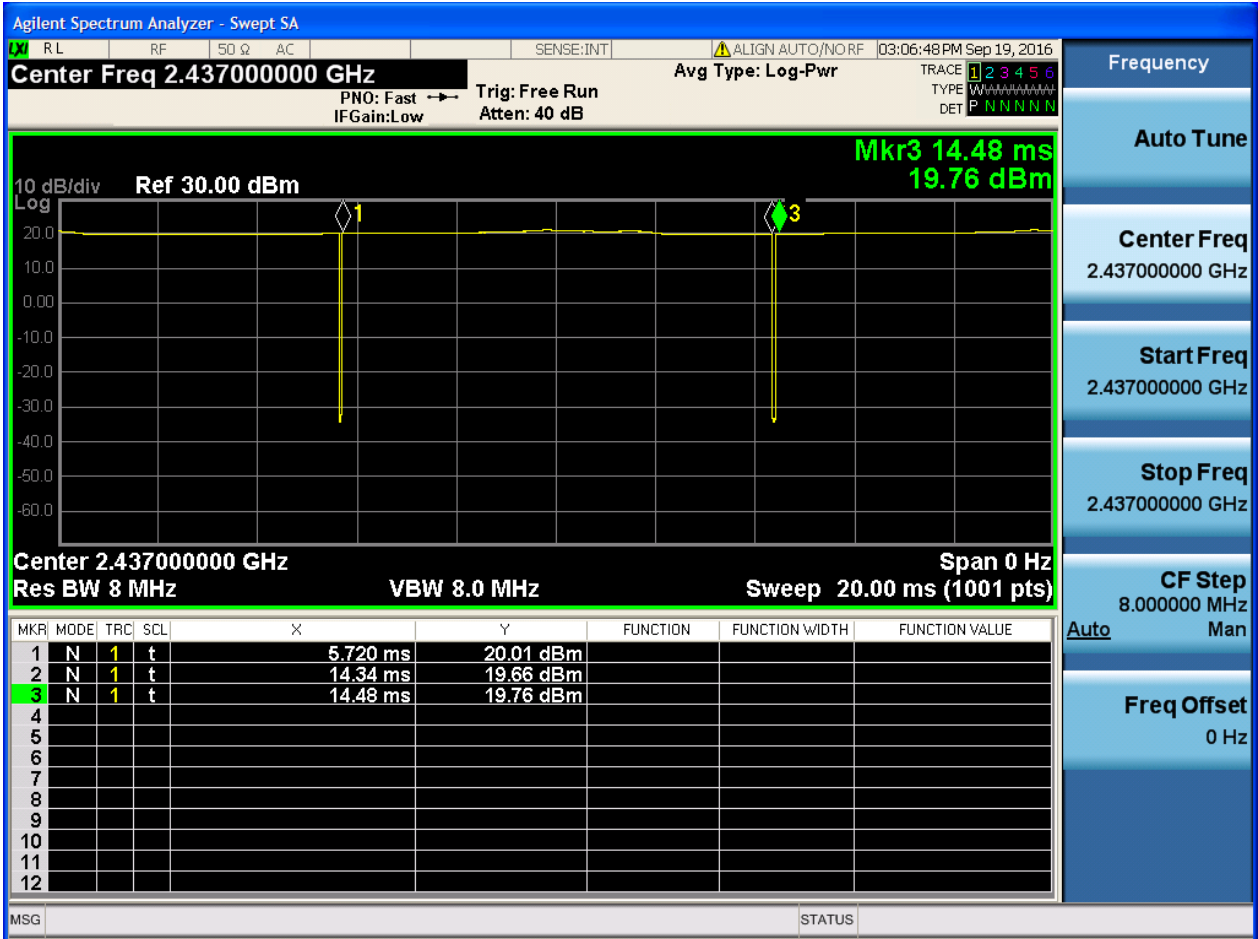 Agilent Spectrum Analyzer - Swept SA
LXI RL RF 50 Ω AC SENSE:INT ALIGN AUTO/NO RF 03:06:48 PM Sep 19, 2016
Center Freq 2.437000000 GHz
PNO: Fast
IFGain:Low
Trig: Free Run
Atten: 40 dB
Avg Type: Log-Pwr
TRACE 1 2 3 4 5 6
TYPE WWWWWW
DET P N N N N N
Mkr3 14.48 ms
19.76 dBm
10 dB/div Ref 30.00 dBm
Log
1
3
20.0
10.0
0.00
-10.0
-20.0
-30.0
-40.0
-50.0
-60.0
Center 2.437000000 GHz Span 0 Hz
Res BW 8 MHz VBW 8.0 MHz Sweep 20.00 ms (1001 pts)
MKR MODE TRC SCL X Y FUNCTION FUNCTION WIDTH FUNCTION VALUE
1 N 1 t 5.720 ms 20.01 dBm
2 N 1 t 14.34 ms 19.66 dBm
3 N 1 t 14.48 ms 19.76 dBm
4
5
6
7
8
9
10
11
12
MSG STATUS
Frequency
Auto Tune
Center Freq
2.437000000 GHz
Start Freq
2.437000000 GHz
Stop Freq
2.437000000 GHz
CF Step
8.000000 MHz
Auto Man
Freq Offset
0 Hz